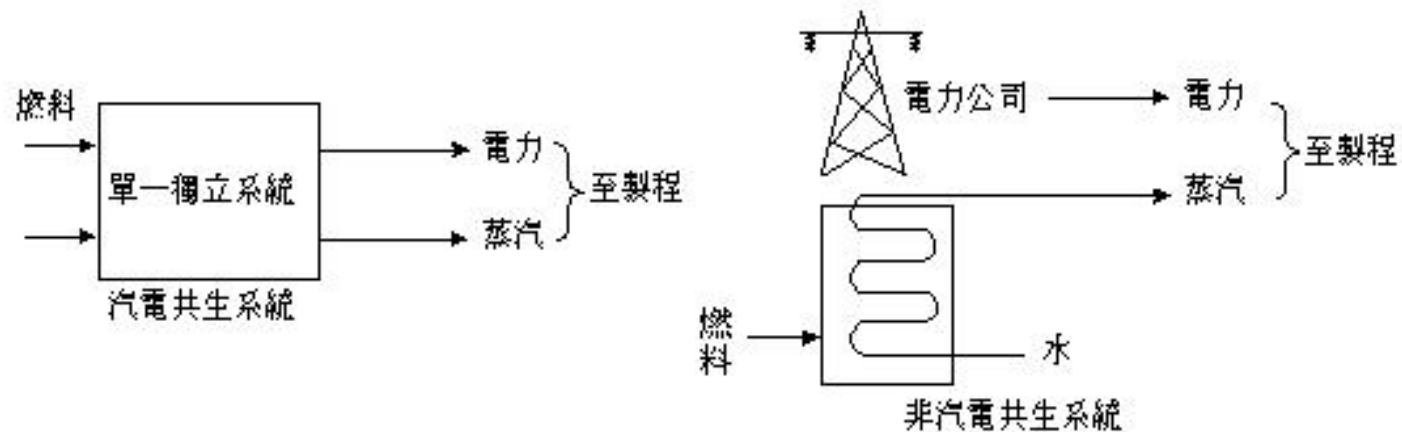 燃料
單一獨立系統
電力
蒸汽
至製程
汽電共生系統
電力公司
電力
蒸汽
至製程
燃料
水
非汽電共生系統